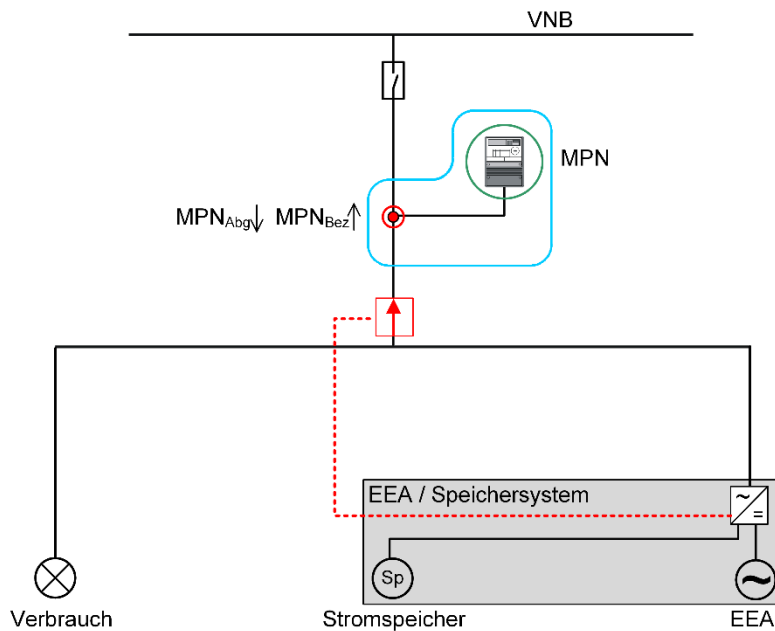 VNB
MPN
MPNAbg↓ MPNBez↑
EEA / Speichersystem
~
=
Sp
~
Verbrauch
Stromspeicher
EEA